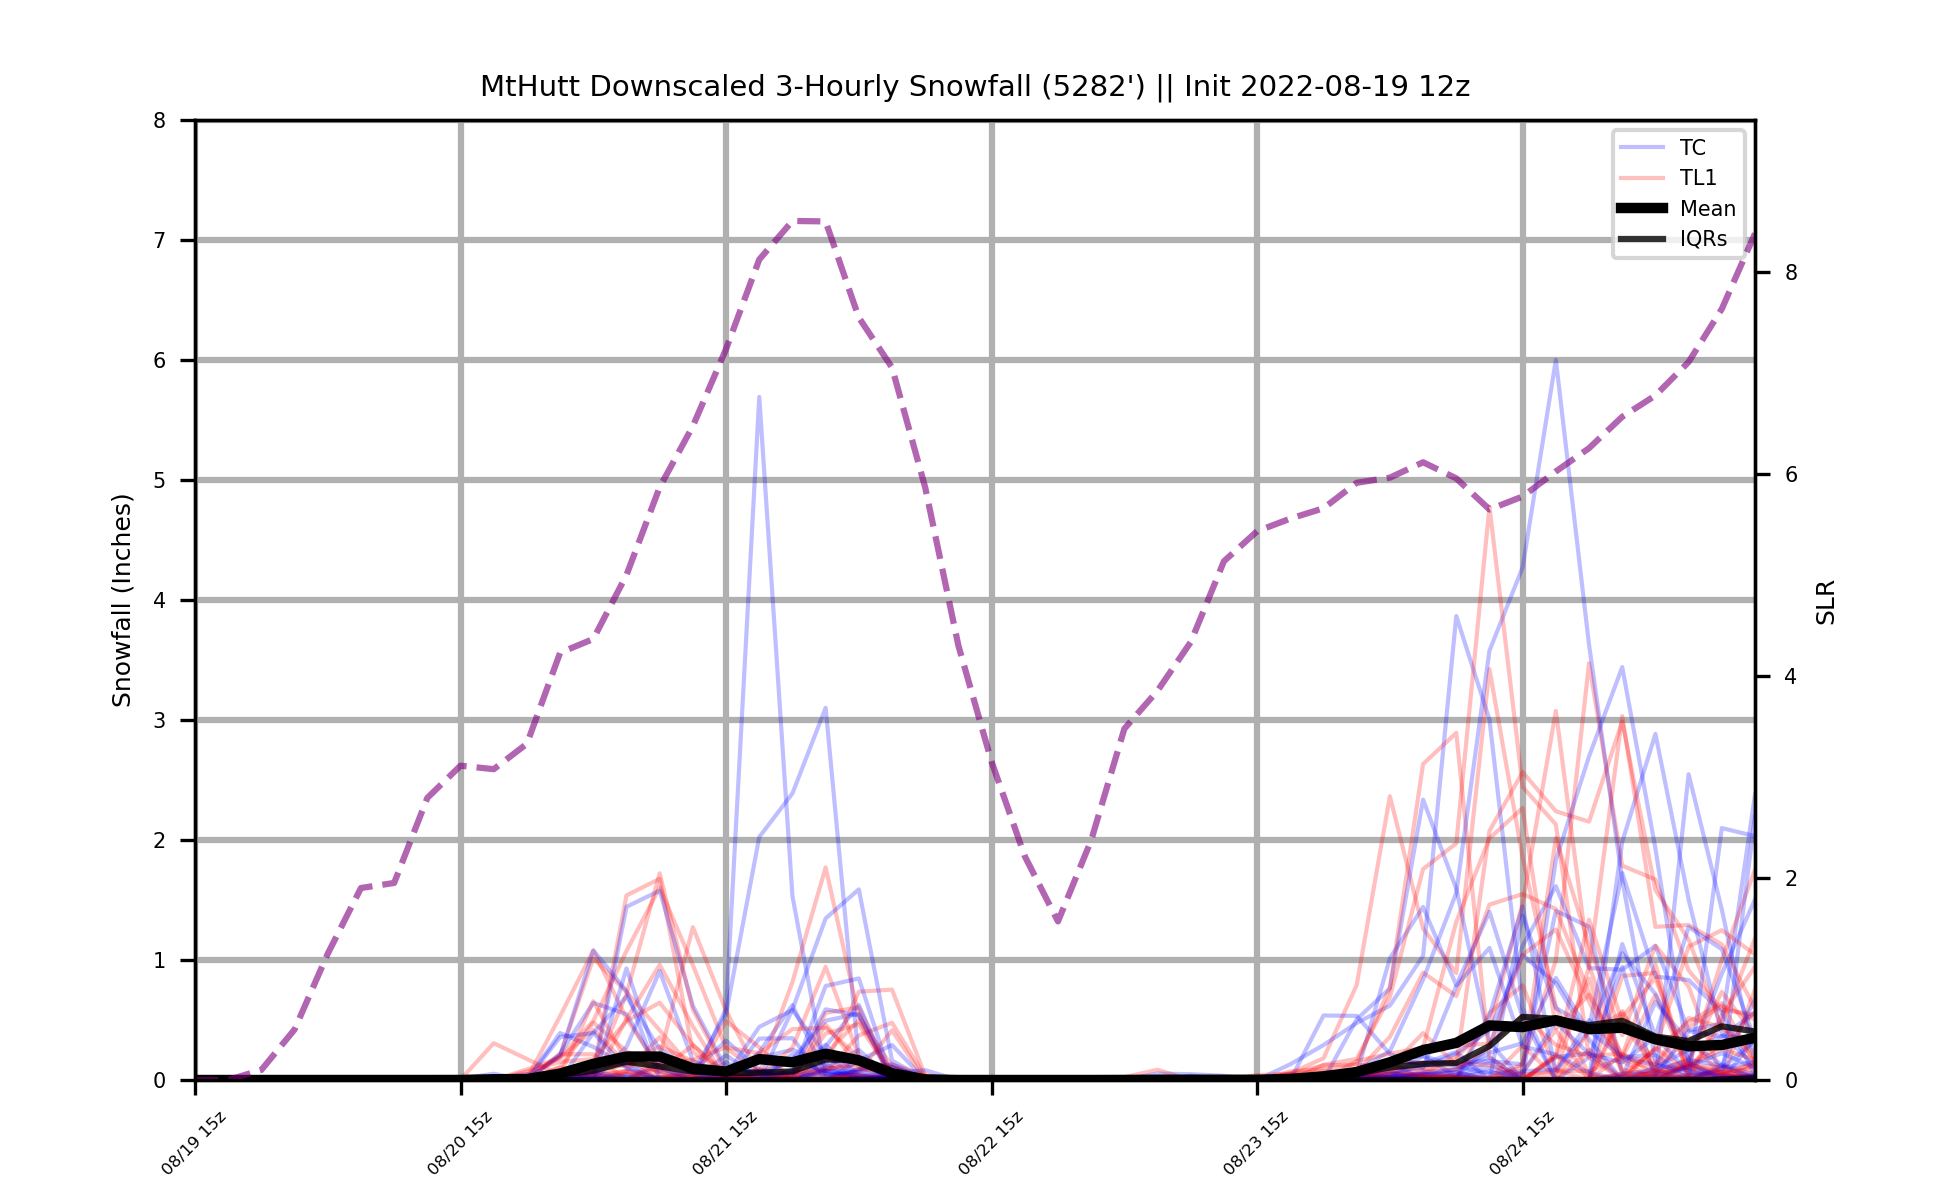 MtHutt Downscaled 3-Hourly Snowfall (5282') || Init 2022-08-19 12z
TC
TL1
Mean
IQRs
8
7
6
5
4
3
2
1
0
Snowfall (Inches)
8
6
4
2
0
SLR
08/19 15z
08/20 15z
08/21 15z
08/22 15z
08/23 15z
08/24 15z